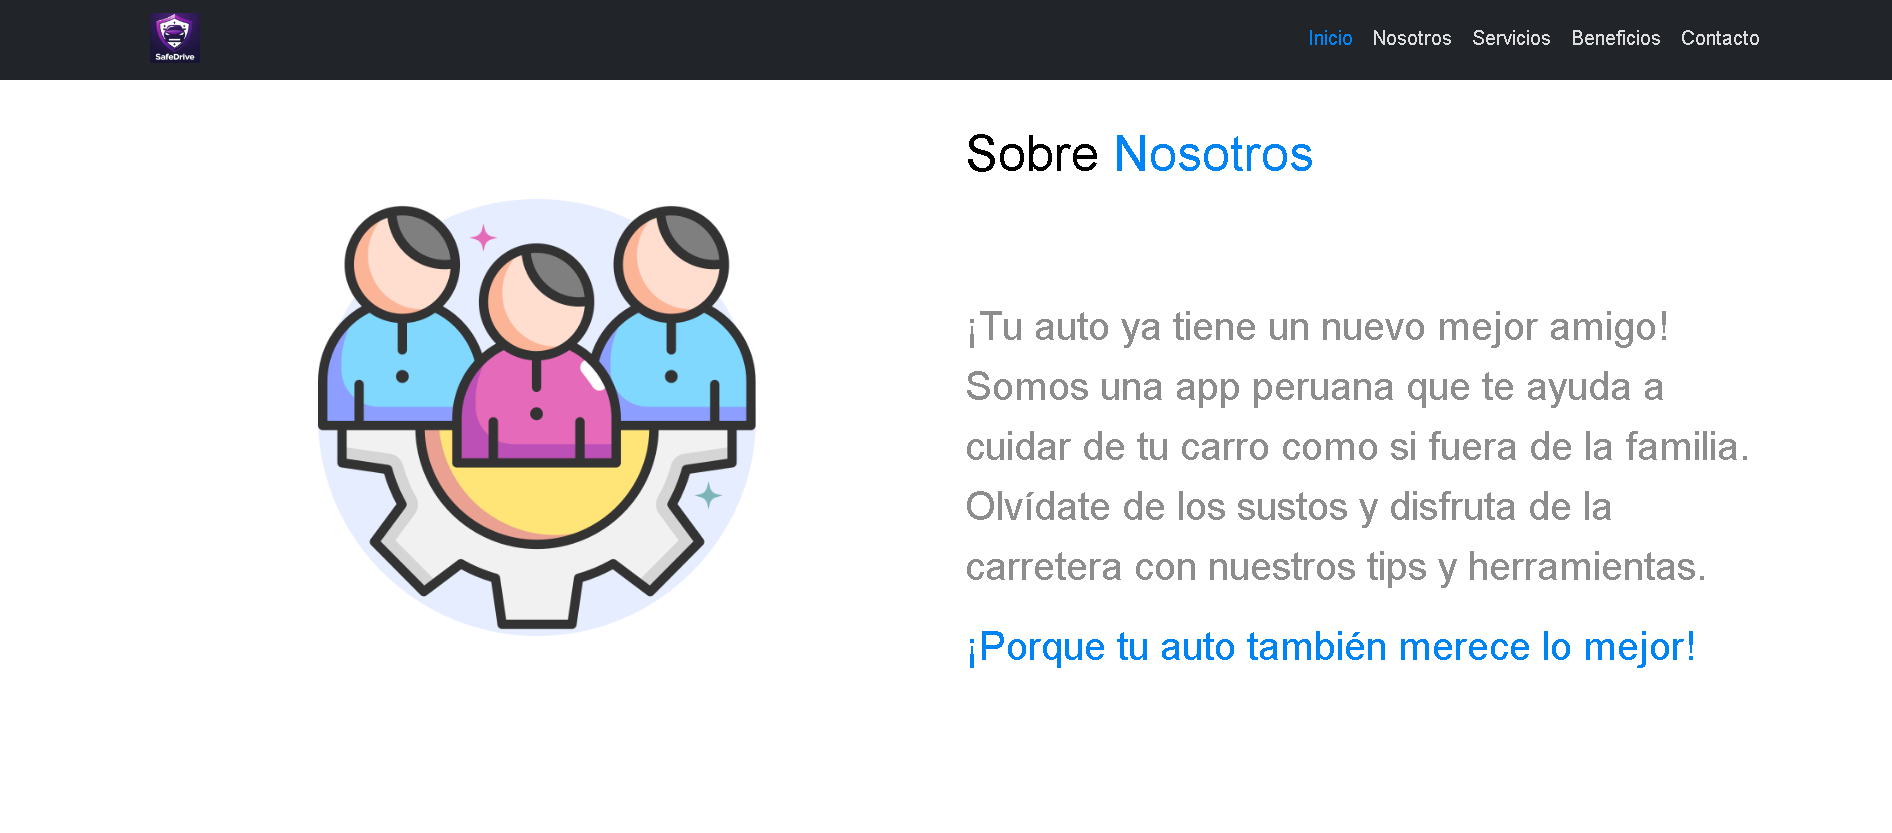 SafeDrive
Inicio Nosotros Servicios Beneficios Contacto
Sobre Nosotros
¡Tu auto ya tiene un nuevo mejor amigo!
Somos una app peruana que te ayuda a
cuidar de tu carro como si fuera de la familia.
Olvídate de los sustos y disfruta de la
carretera con nuestros tips y herramientas.
¡Porque tu auto también merece lo mejor!